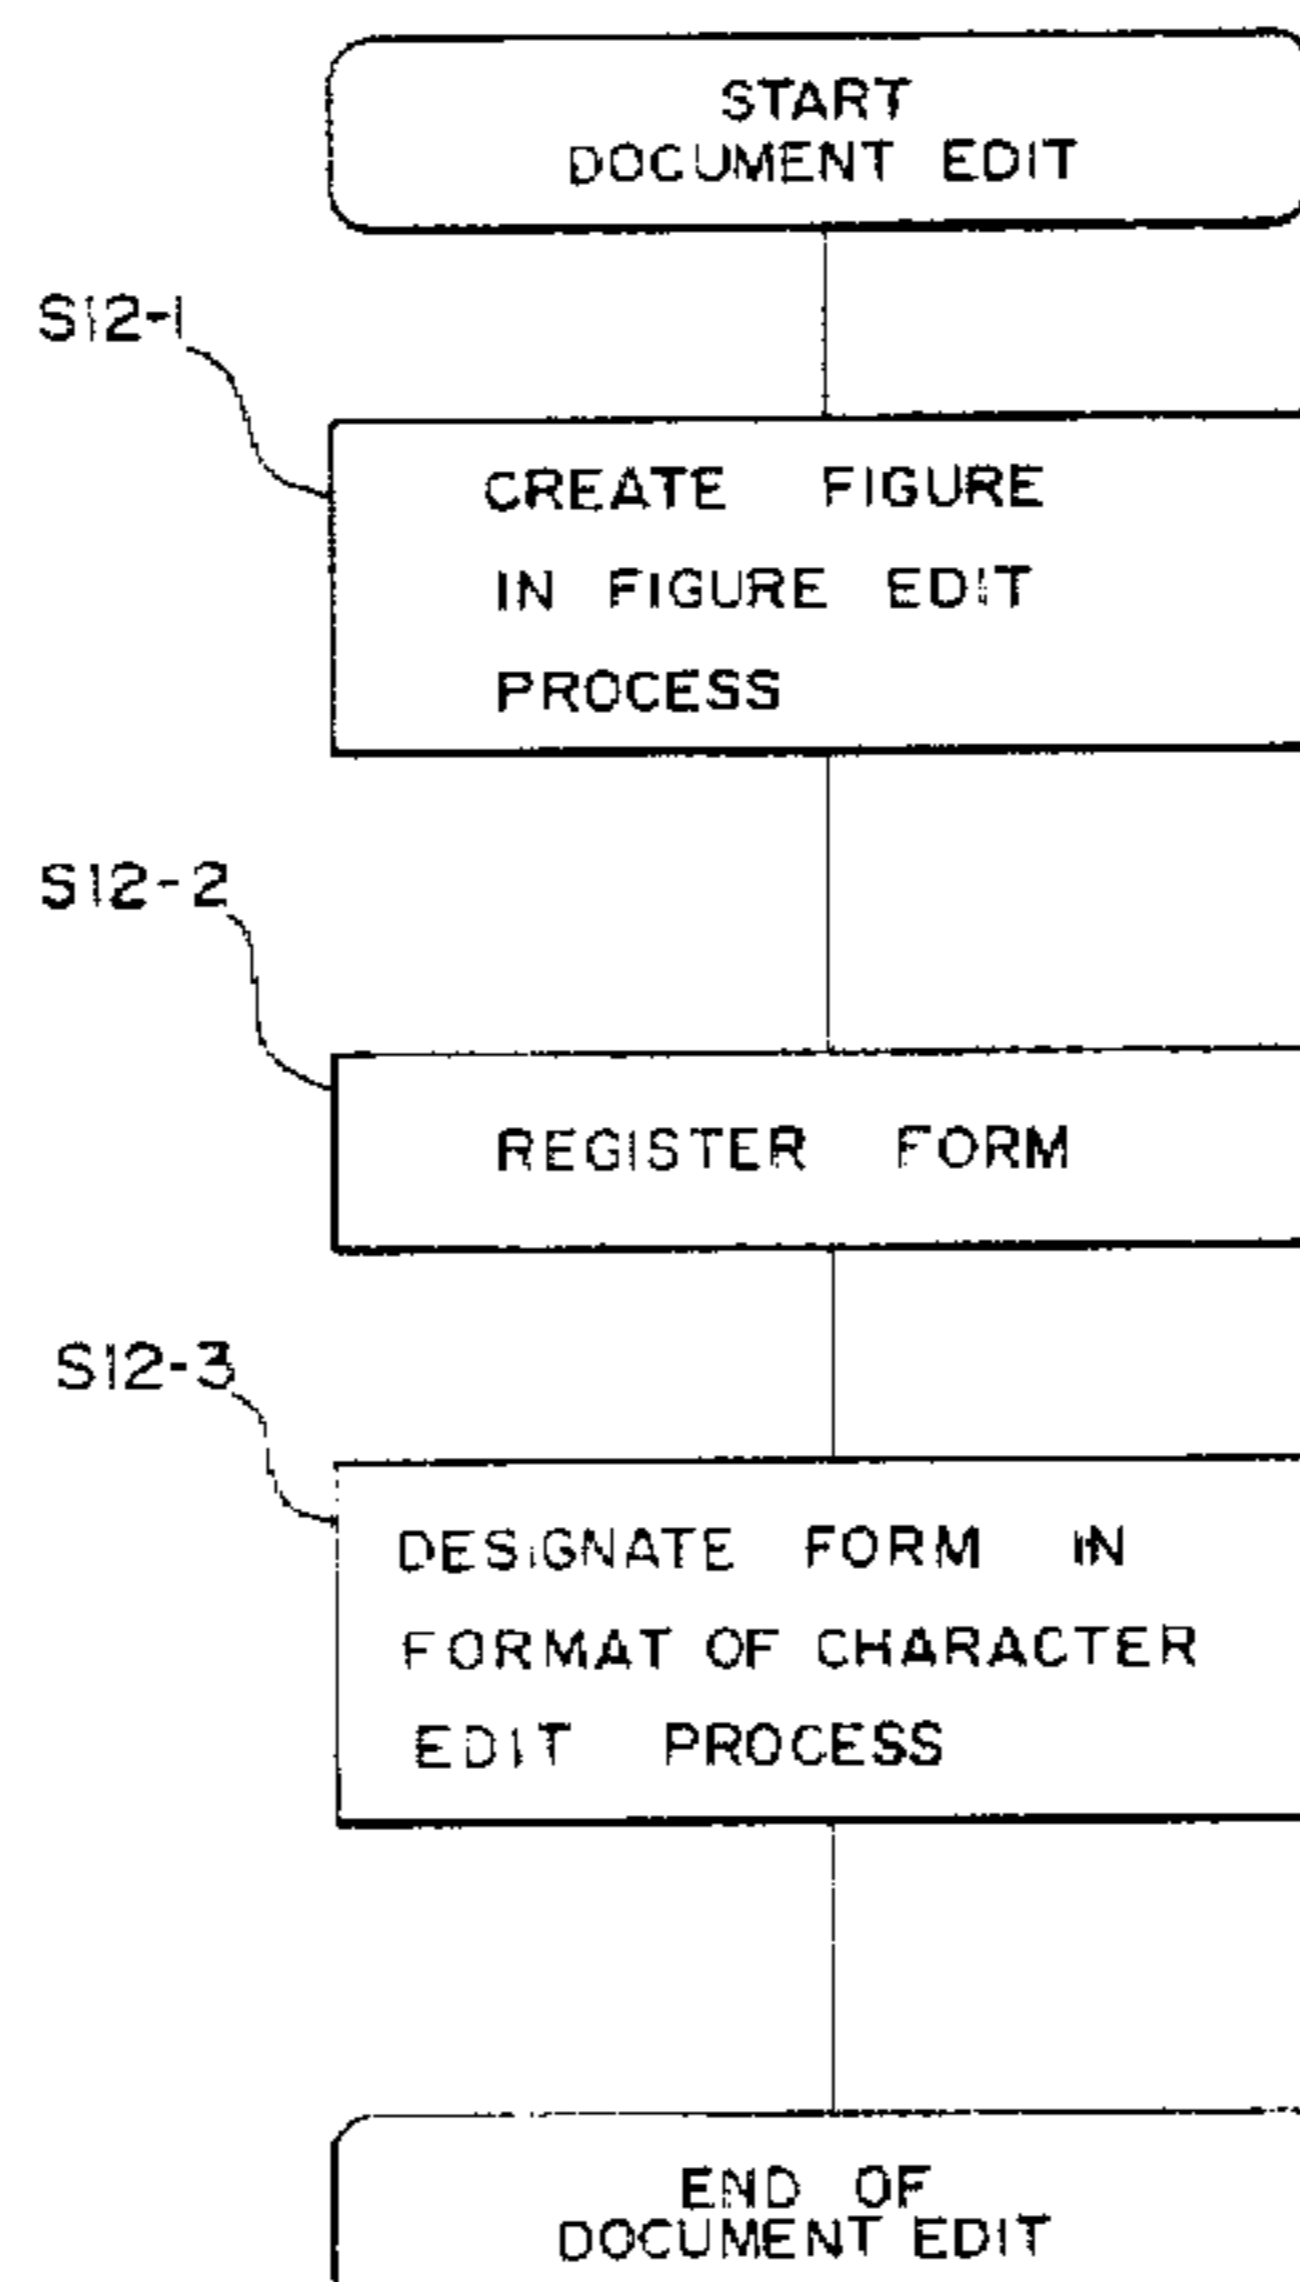 START
DOCUMENT EDIT
S12-1
CREATE FIGURE
IN FIGURE EDIT
PROCESS
S12-2
REGISTER FORM
S12-3
DESIGNATE FORM IN
FORMAT OF CHARACTER
EDIT PROCESS
END OF
DOCUMENT EDIT